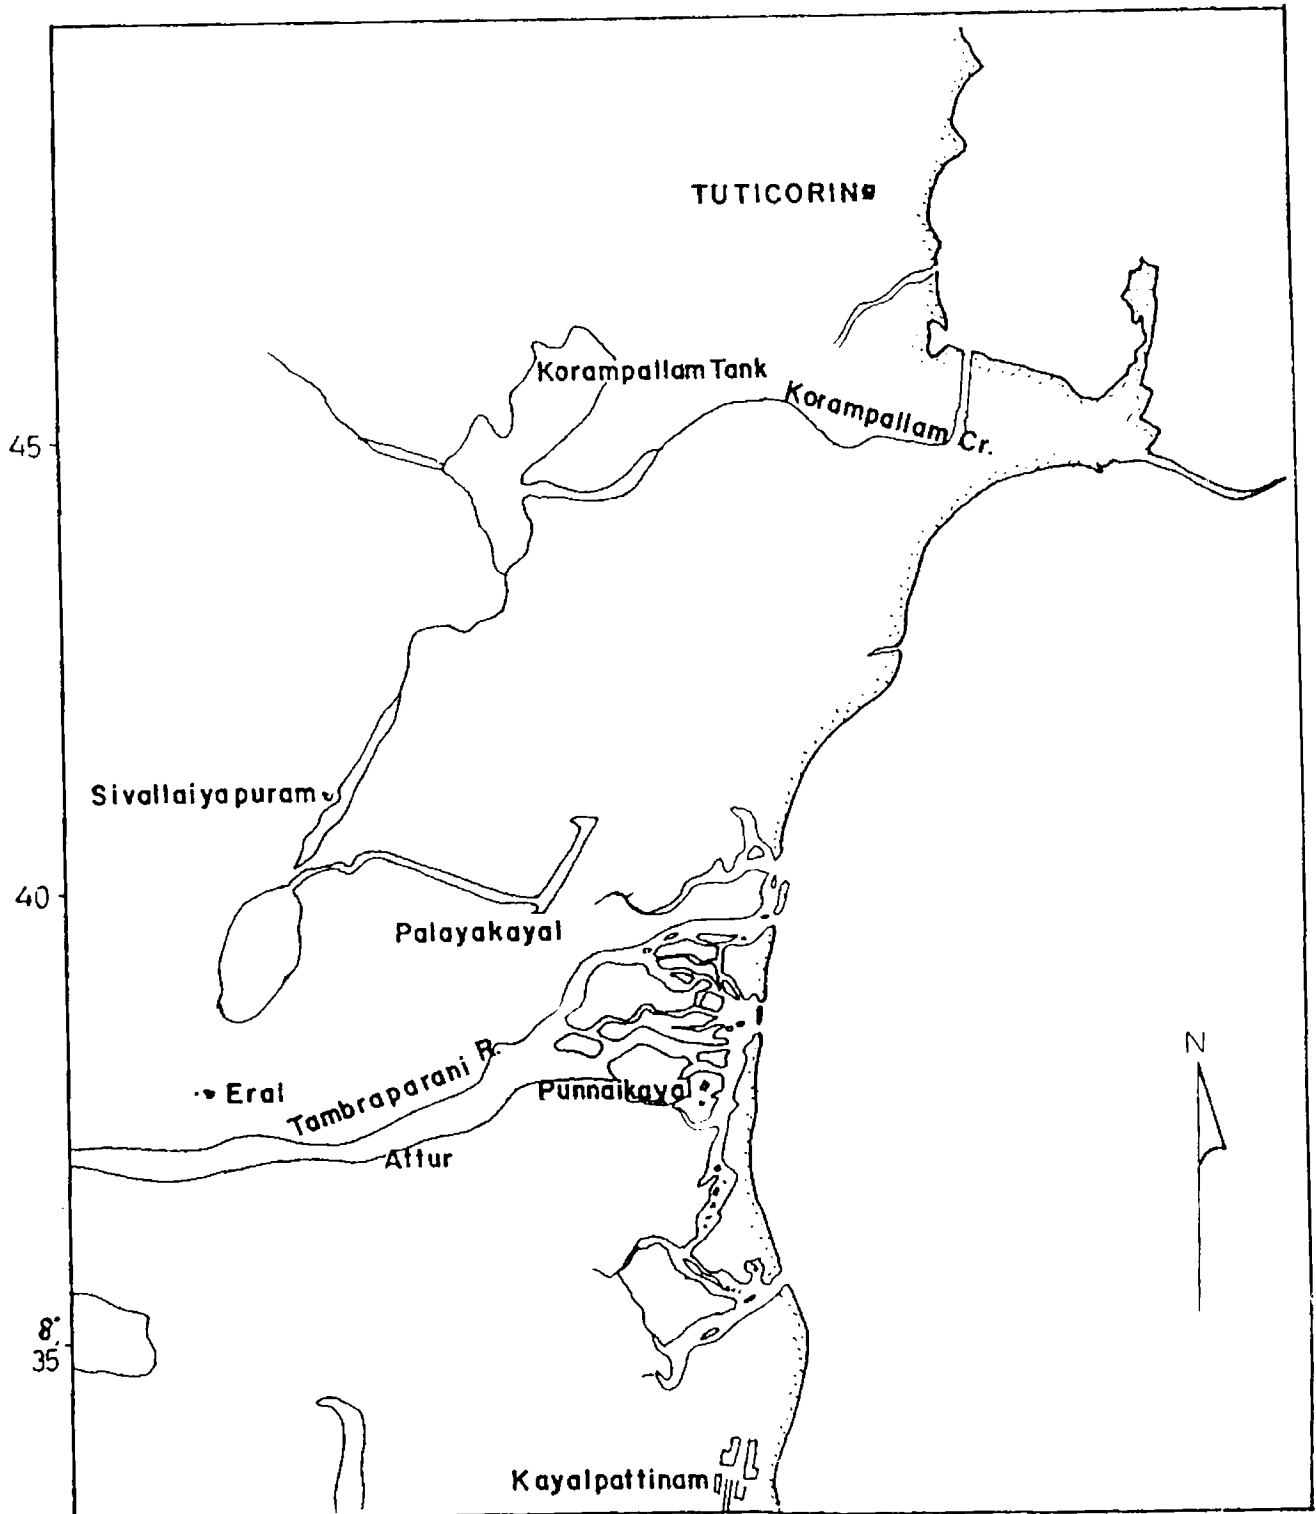 TUTICORIN
Korampallam Tank
Korampallam Cr.
45
Sivallaiyapuram
40
Palayakayal
N
Tambraparani R.
Eral
Punnaikayal
Attur
8°
35
Kayalpattinam